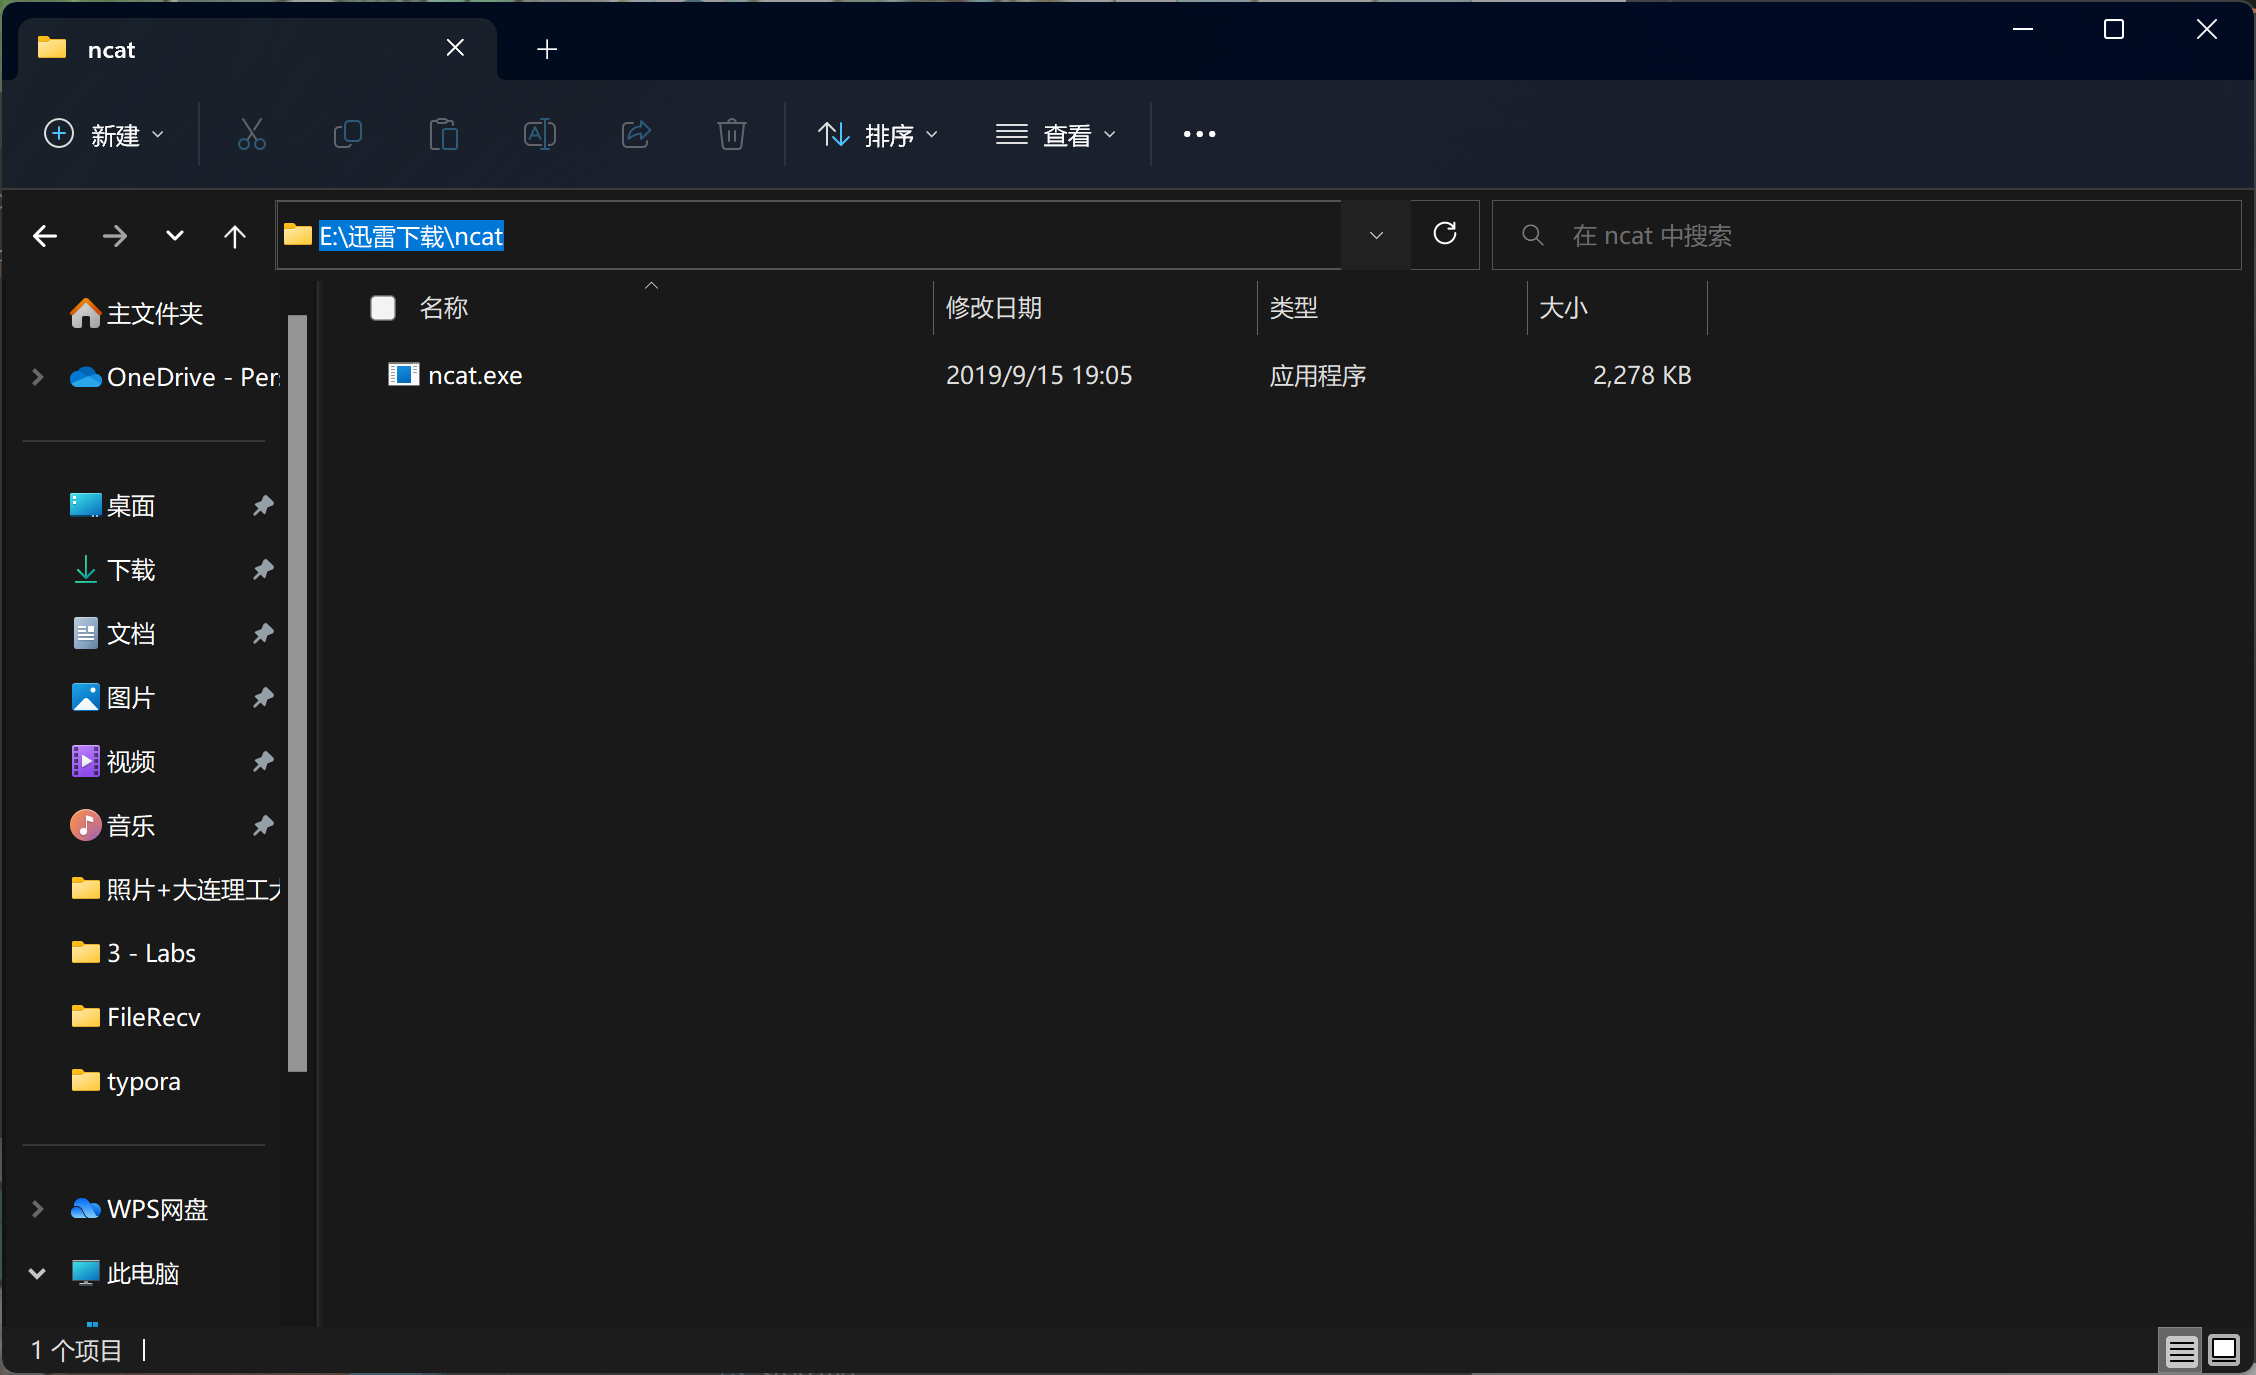 ncat
新建
排序
查看
E:\迅雷下载\ncat
在 ncat 中搜索
名称
修改日期
类型
大小
ncat.exe
2019/9/15 19:05
应用程序
2,278 KB
主文件夹
OneDrive - Per
桌面
下载
文档
图片
视频
音乐
照片+大连理工
3 - Labs
FileRecv
typora
WPS网盘
此电脑
1 个项目